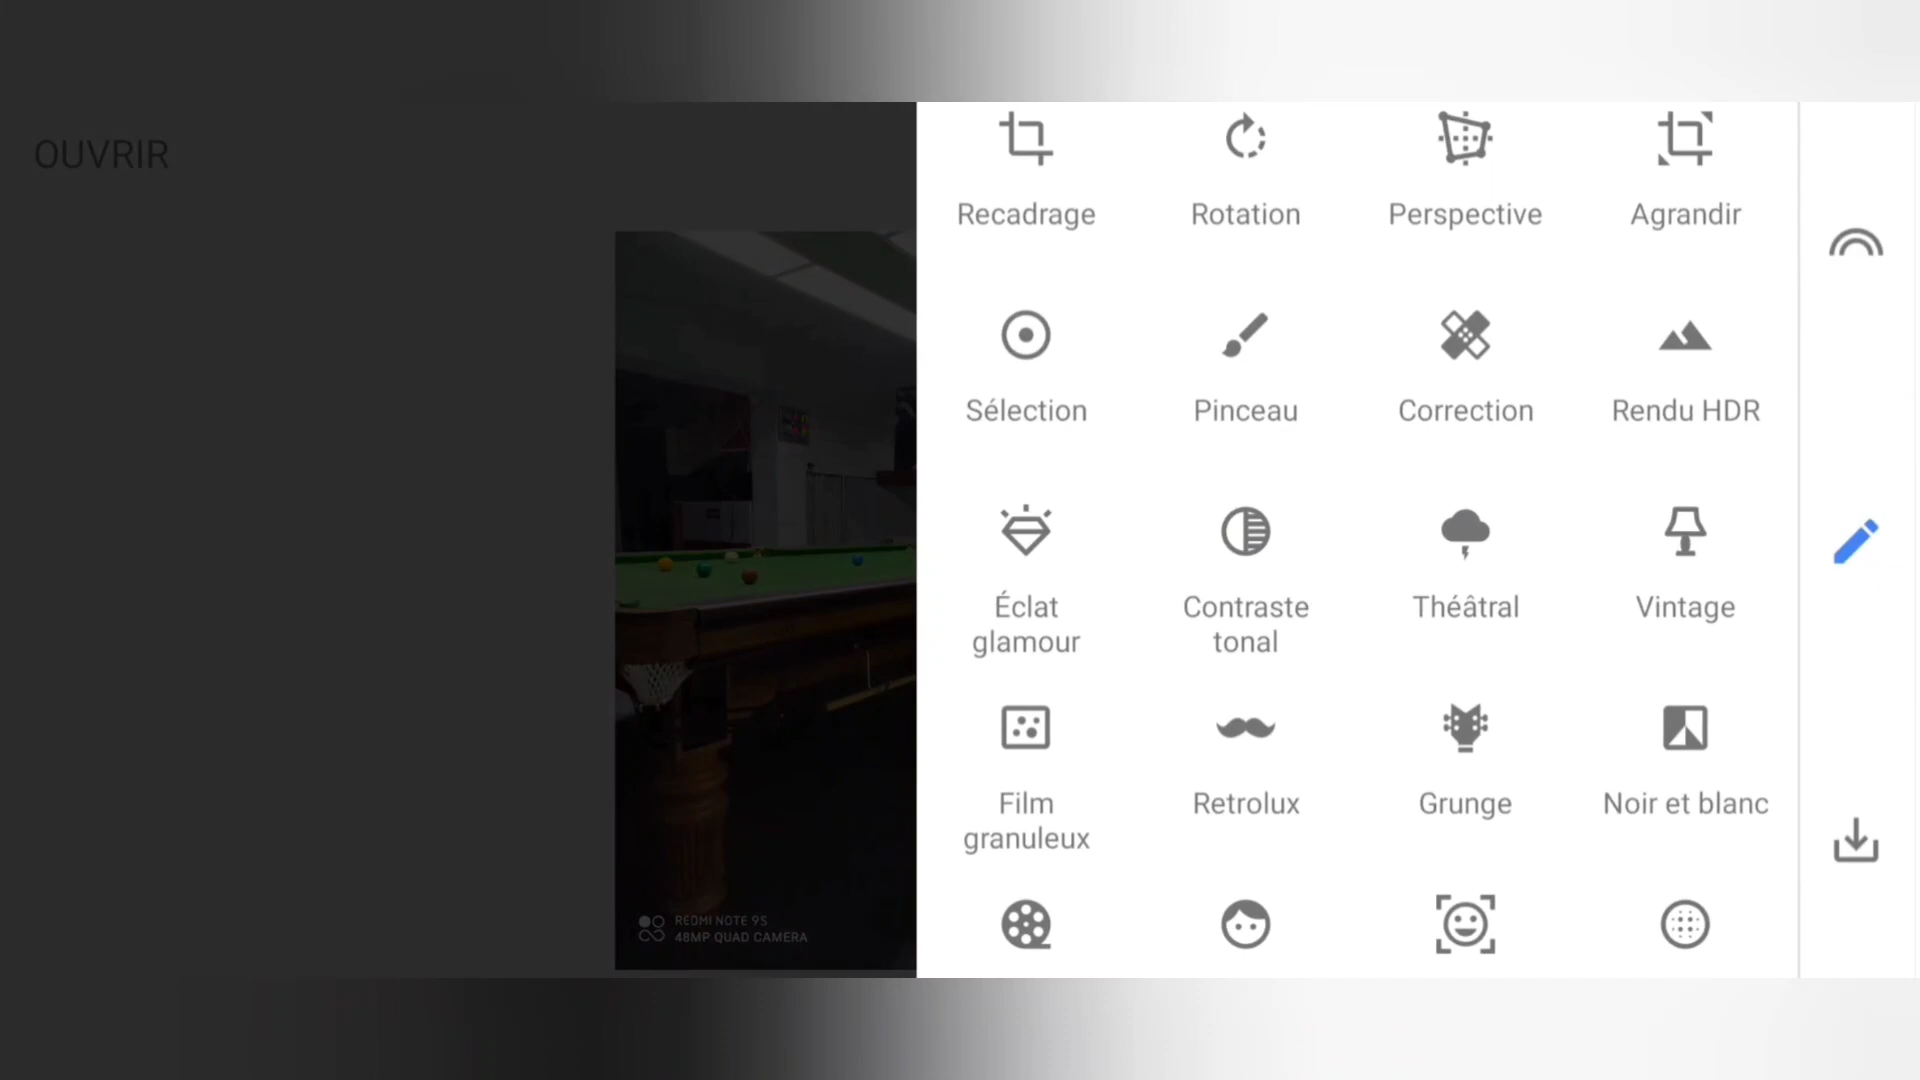 OUVRIR
Recadrage
Rotation
Perspective
Agrandir
Sélection
Pinceau
Correction
Rendu HDR
Éclat
glamour
Contraste
tonal
Théâtral
Vintage
Film
granuleux
Retrolux
Grunge
Noir et blanc
REDMI NOTE 9S
48MP QUAD CAMERA